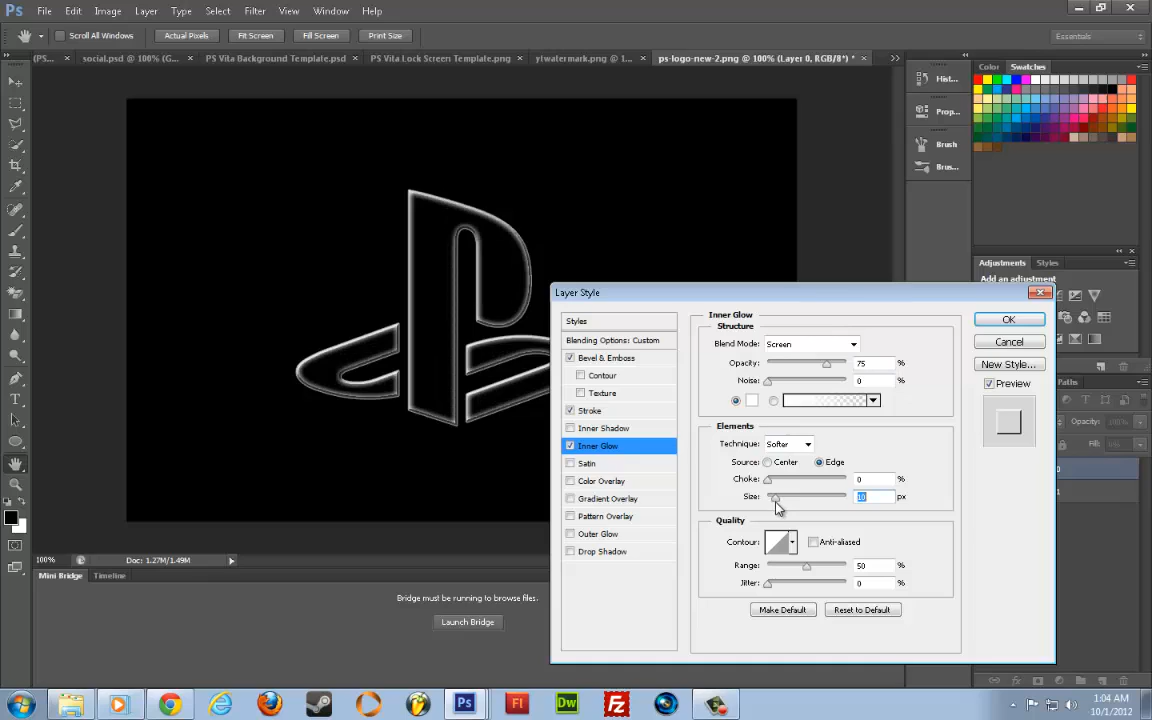 Ps File Edit Image Layer Type Select Filter View Window Help
Scroll All Windows Actual Pixels Fit Screen Fill Screen Print Size Essentials
(PS... × social.psd @ 100% (G... × PS Vita Background Template.psd × PS Vita Lock Screen Template.png × ytwatermark.png @ 1... × ps-logo-new-2.png @ 100% (Layer 0, RGB/8*) * ×
Color Swatches
Hist...
Prop...
Brush
Brus...
Adjustments Styles
Add an adjustment
Paths
Opacity: 100%
Fill:
Layer Style
Styles
Blending Options: Custom
Bevel & Emboss
Contour
Texture
Stroke
Inner Shadow
Inner Glow
Satin
Color Overlay
Gradient Overlay
Pattern Overlay
Outer Glow
Drop Shadow
Inner Glow
Structure
Blend Mode: Screen
Opacity: 75 %
Noise: 0 %
Elements
Technique: Softer
Source: Center Edge
Choke: 0 %
Size: 10 px
Quality
Contour: Anti-aliased
Range: 50 %
Jitter: 0 %
Make Default Reset to Default
OK
Cancel
New Style...
Preview
100% Doc: 1.27M/1.49M
Mini Bridge Timeline
Bridge must be running to browse files.
Launch Bridge
Ps Fl Dw Fz
1:04 AM
10/1/2012